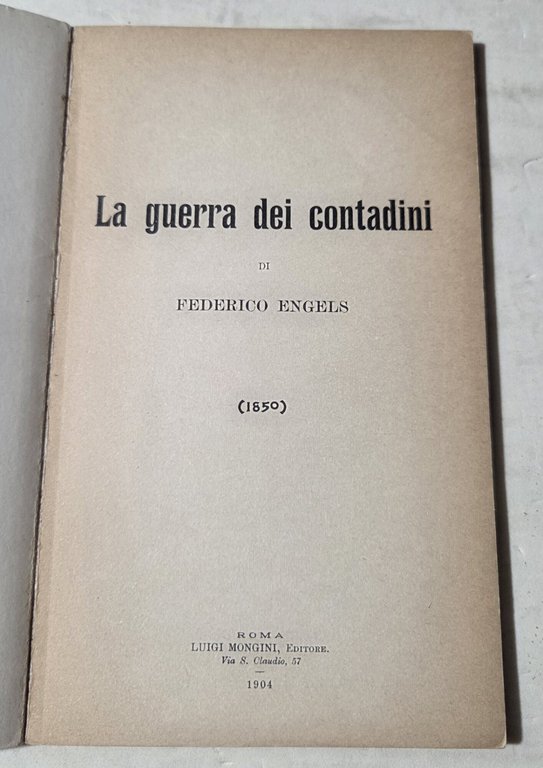 La guerra dei contadini
DI
FEDERICO ENGELS
(1850)
ROMA
LUIGI MONGINI, EDITORE.
Via S. Claudio, 57
1904